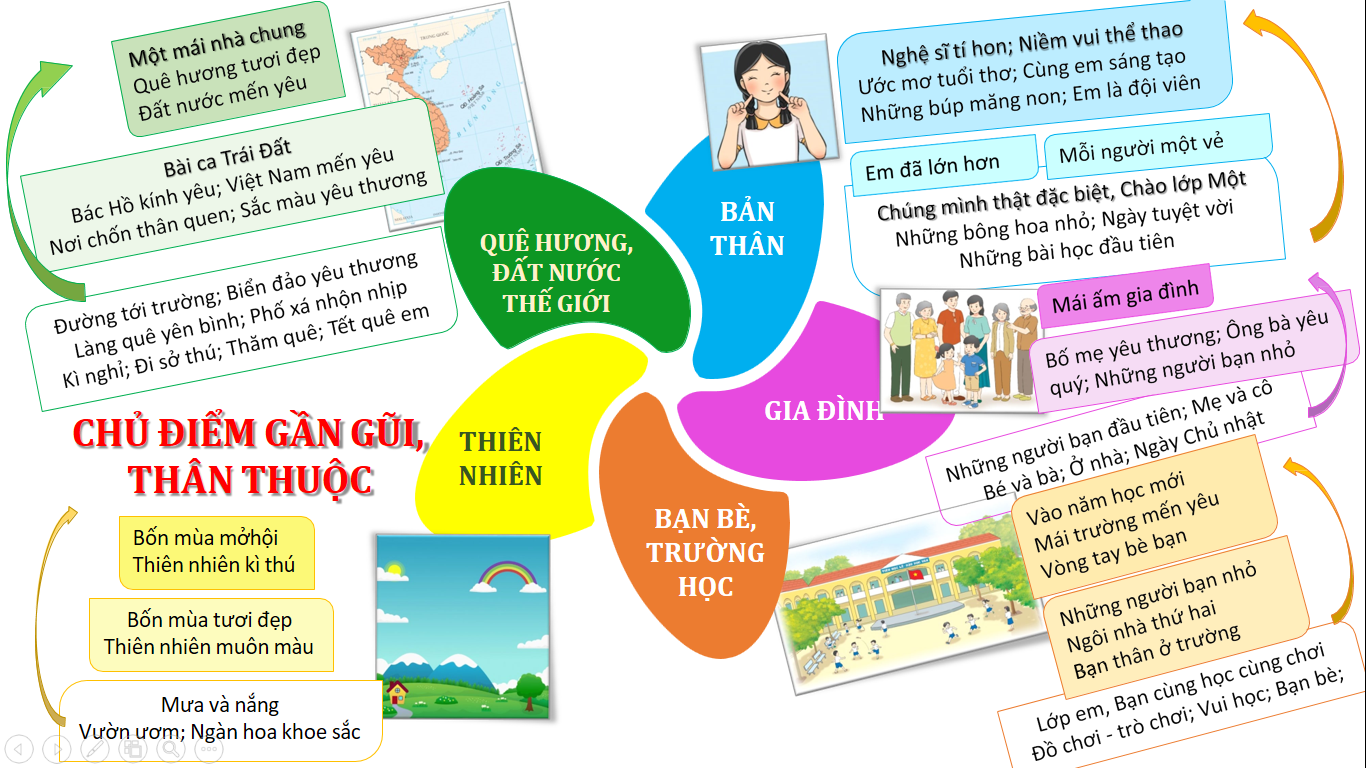 Một mái nhà chung
Quê hương tươi đẹp
Đất nước mến yêu
Bài ca Trái Đất
Bác Hồ kính yêu; Việt Nam mến yêu
Nơi chốn thân quen; Sắc màu yêu thương
Đường tới trường; Biển đảo yêu thương
Làng quê yên bình; Phố xá nhộn nhịp
Kì nghỉ; Đi sở thú; Thăm quê; Tết quê em
QUÊ HƯƠNG,
ĐẤT NƯỚC
THẾ GIỚI
BẢN
THÂN
Nghệ sĩ tí hon; Niềm vui thể thao
Ước mơ tuổi thơ; Cùng em sáng tạo
Những búp măng non; Em là đội viên
Em đã lớn hơn
Mỗi người một vẻ
Chúng mình thật đặc biệt, Chào lớp Một
Những bông hoa nhỏ; Ngày tuyệt vời
Những bài học đầu tiên
GIA ĐÌNH
Mái ấm gia đình
Bố mẹ yêu thương; Ông bà yêu
quý; Những người bạn nhỏ
Những người bạn đầu tiên; Mẹ và cô
Bé và bà; Ở nhà; Ngày Chủ nhật
CHỦ ĐIỂM GẦN GŨI,
THÂN THUỘC
THIÊN
NHIÊN
Bốn mùa mởhội
Thiên nhiên kì thú
Bốn mùa tươi đẹp
Thiên nhiên muôn màu
Mưa và nắng
Vườn ươm; Ngàn hoa khoe sắc
BẠN BÈ,
TRƯỜNG
HỌC
Vào năm học mới
Mái trường mến yêu
Vòng tay bè bạn
Những người bạn nhỏ
Ngôi nhà thứ hai
Bạn thân ở trường
Lớp em, Bạn cùng học cùng chơi
Đồ chơi - trò chơi; Vui học; Bạn bè;